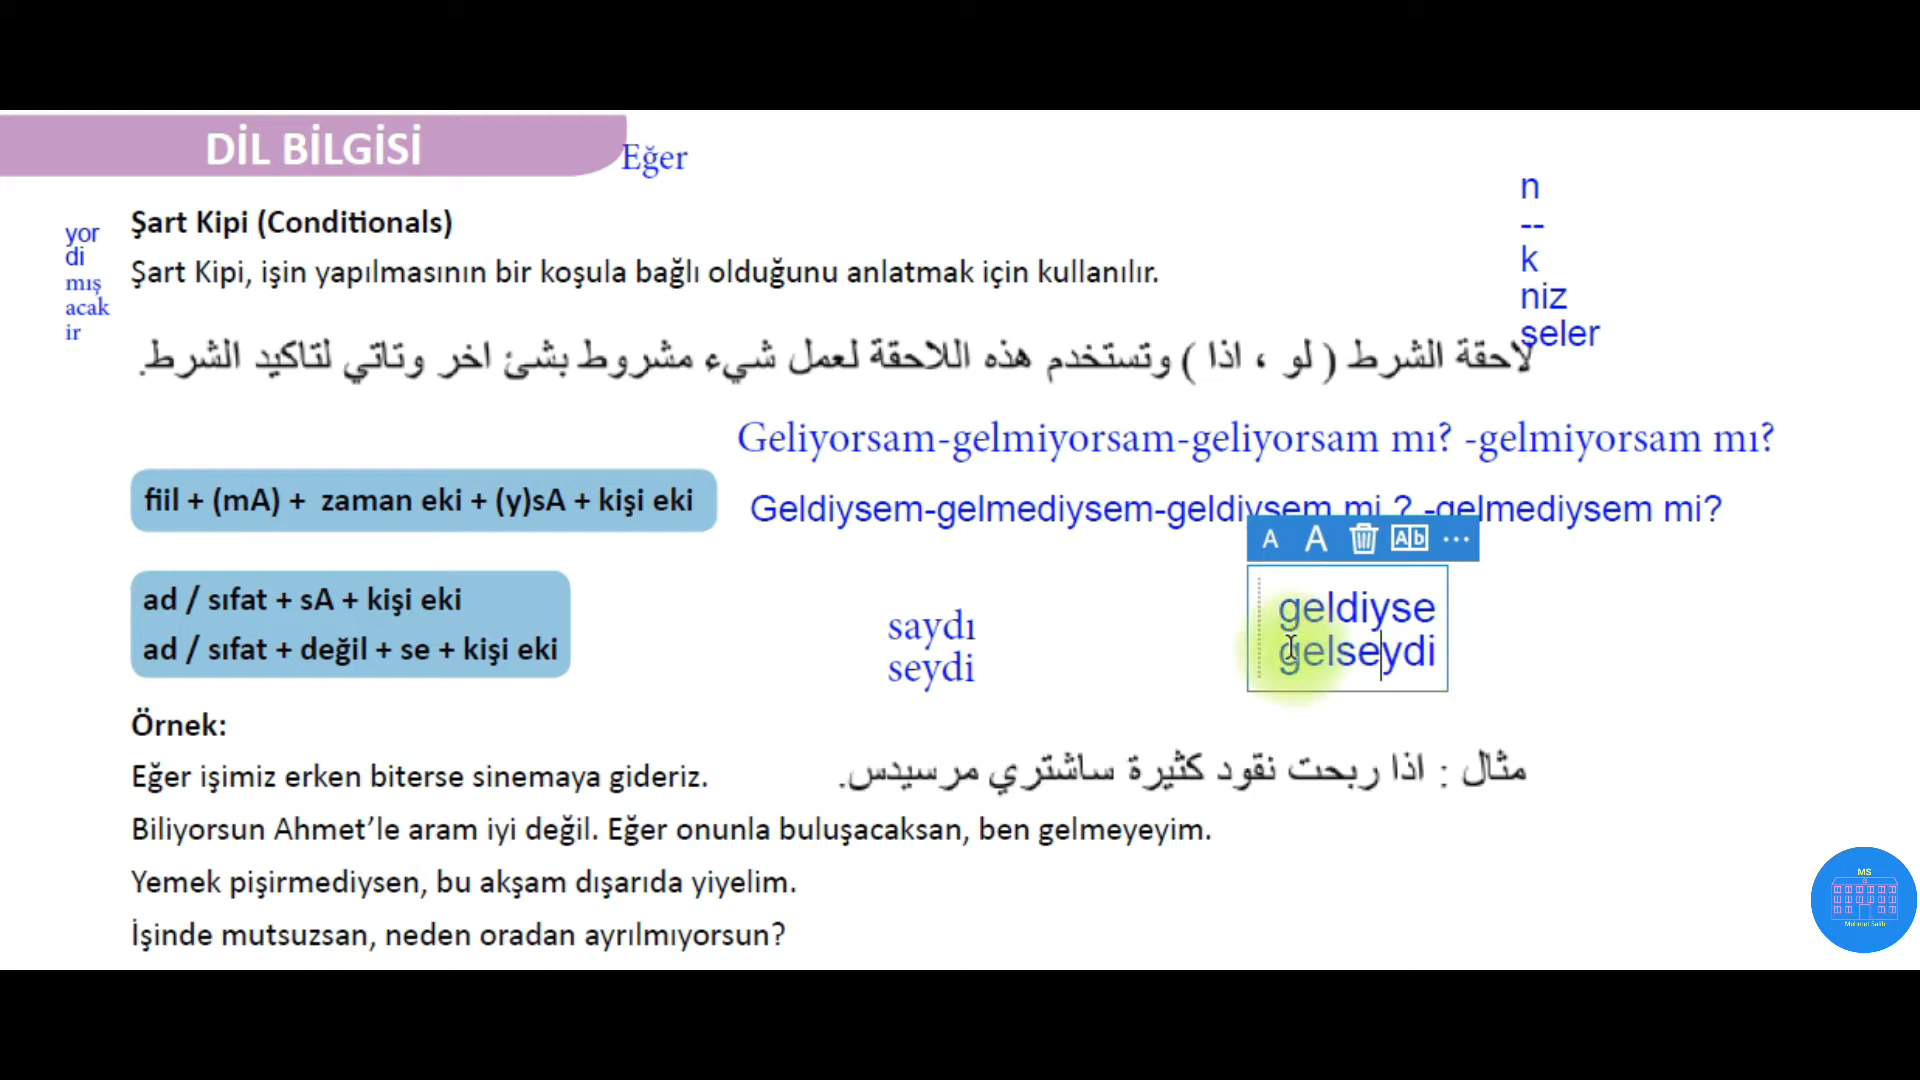 DİL BİLGİSİ
Eğer
n
--
k
niz
seler
yor
di
mış
acak
ir
Şart Kipi (Conditionals)
Şart Kipi, işin yapılmasının bir koşula bağlı olduğunu anlatmak için kullanılır.
لاحقة الشرط ( لو ، اذا ) وتستخدم هذه اللاحقة لعمل شيء مشروط بشئ اخر وتاتي لتاكيد الشرط.
Geliyorsam-gelmiyorsam-geliyorsam mı? -gelmiyorsam mı?
fiil + (mA) + zaman eki + (y)sA + kişi eki
Geldiysem-gelmediysem-geldiysem mi ? -gelmediysem mi?
A A Ab ...
ad / sıfat + sA + kişi eki
ad / sıfat + değil + se + kişi eki
saydı
seydi
geldiyse
gelseydi
Örnek:
Eğer işimiz erken biterse sinemaya gideriz.
مثال : اذا ربحت نقود كثيرة ساشتري مرسيدس.
Biliyorsun Ahmet’le aram iyi değil. Eğer onunla buluşacaksan, ben gelmeyeyim.
Yemek pişirmediysen, bu akşam dışarıda yiyelim.
İşinde mutsuzsan, neden oradan ayrılmıyorsun?
MS
Mehmet Salih